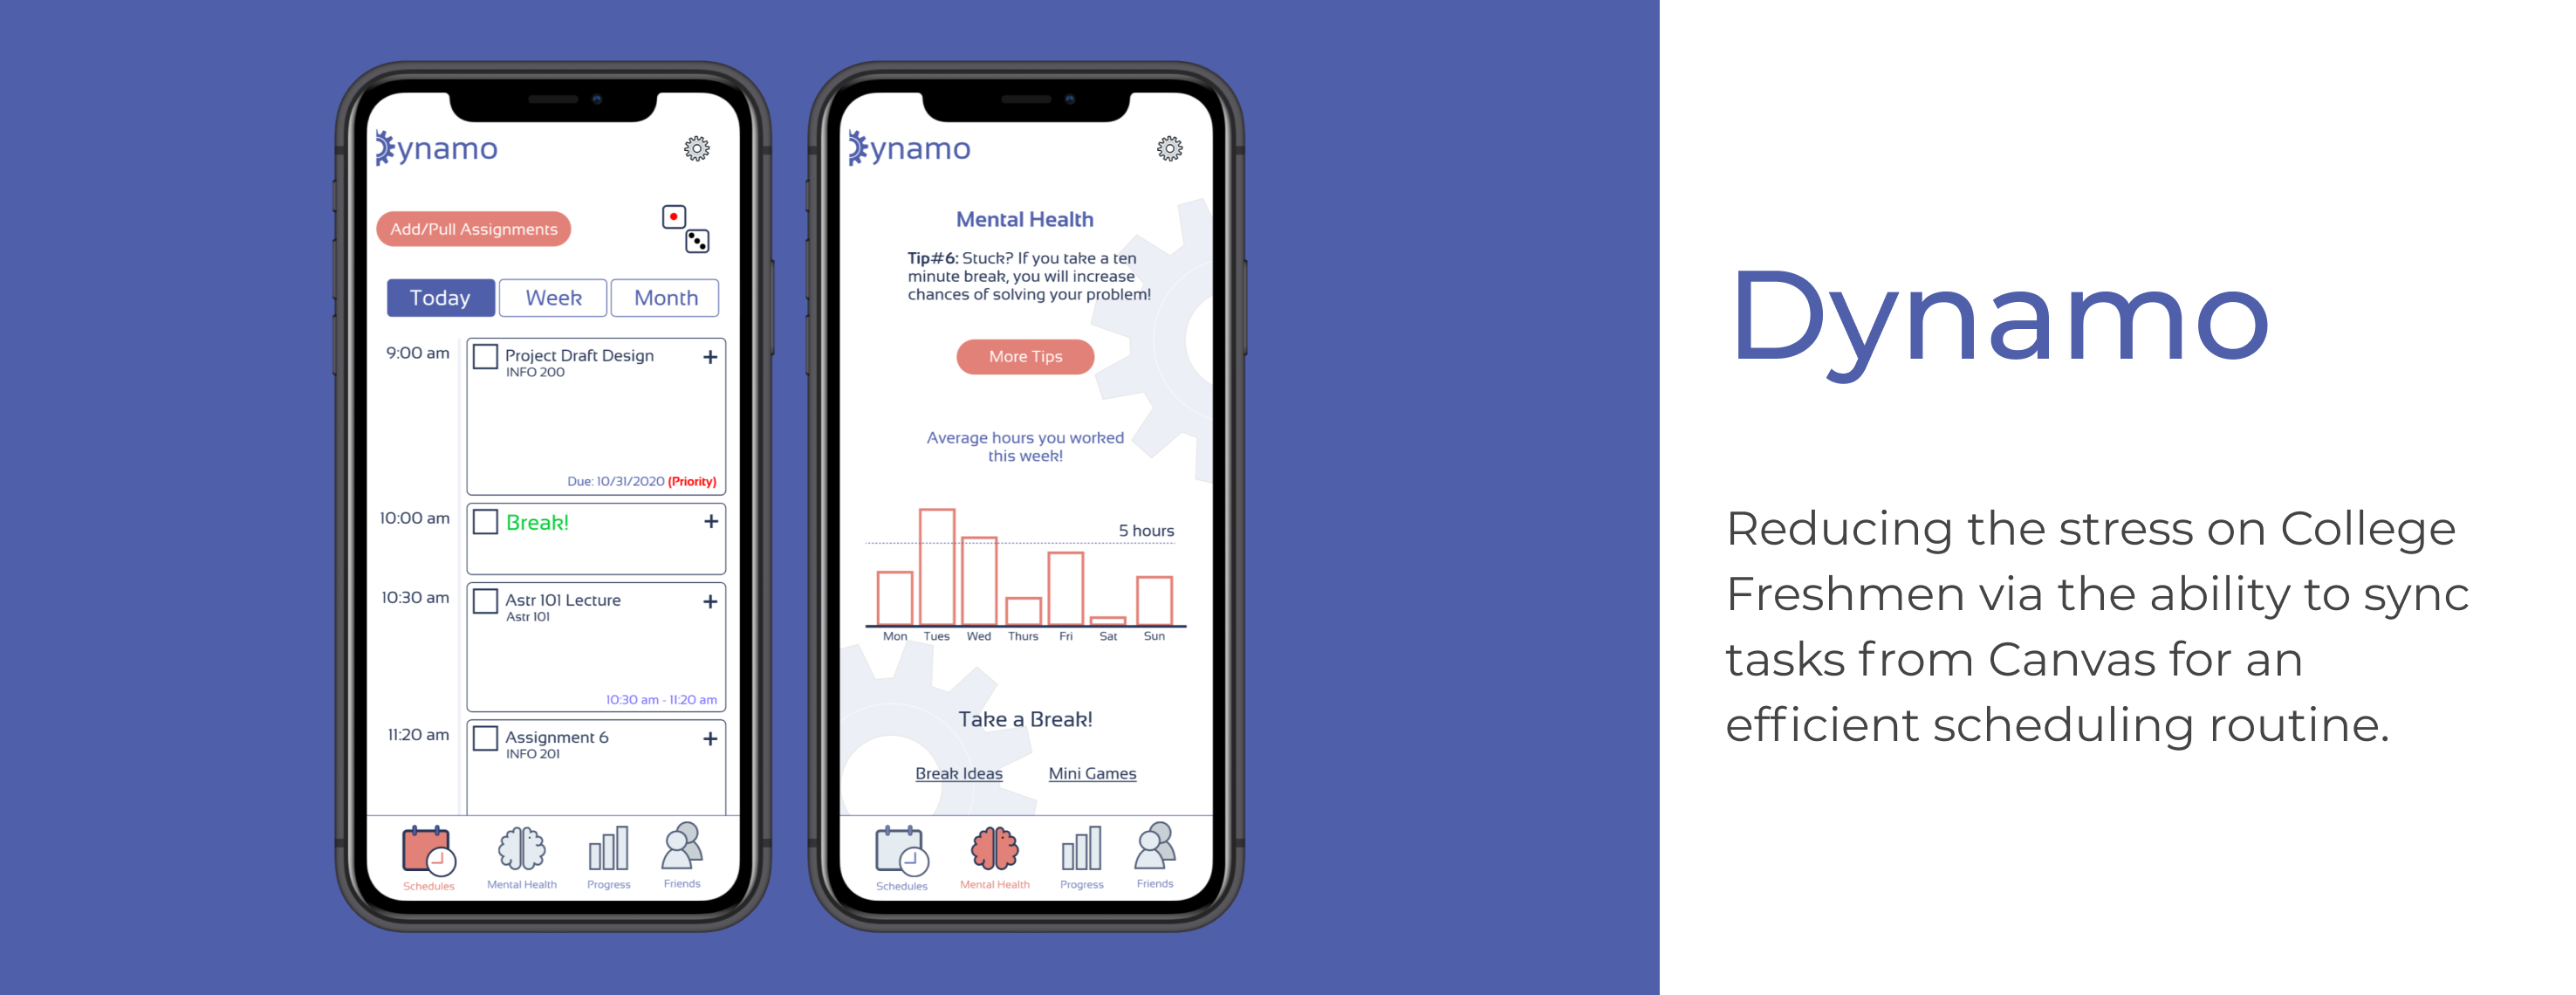 ynamo
Add/Pull Assignments
Today Week Month
9:00 am
Project Draft Design
INFO 200
Due: 10/31/2020 (Priority)
10:00 am
Break!
10:30 am
Astr 101 Lecture
Astr 101
10:30 am - 11:20 am
11:20 am
Assignment 6
INFO 201
Schedules Mental Health Progress Friends
ynamo
Mental Health
Tip#6: Stuck? If you take a ten
minute break, you will increase
chances of solving your problem!
More Tips
Average hours you worked
this week!
5 hours
Mon Tues Wed Thurs Fri Sat Sun
Take a Break!
Break Ideas Mini Games
Schedules Mental Health Progress Friends
Dynamo
Reducing the stress on College
Freshmen via the ability to sync
tasks from Canvas for an
efficient scheduling routine.